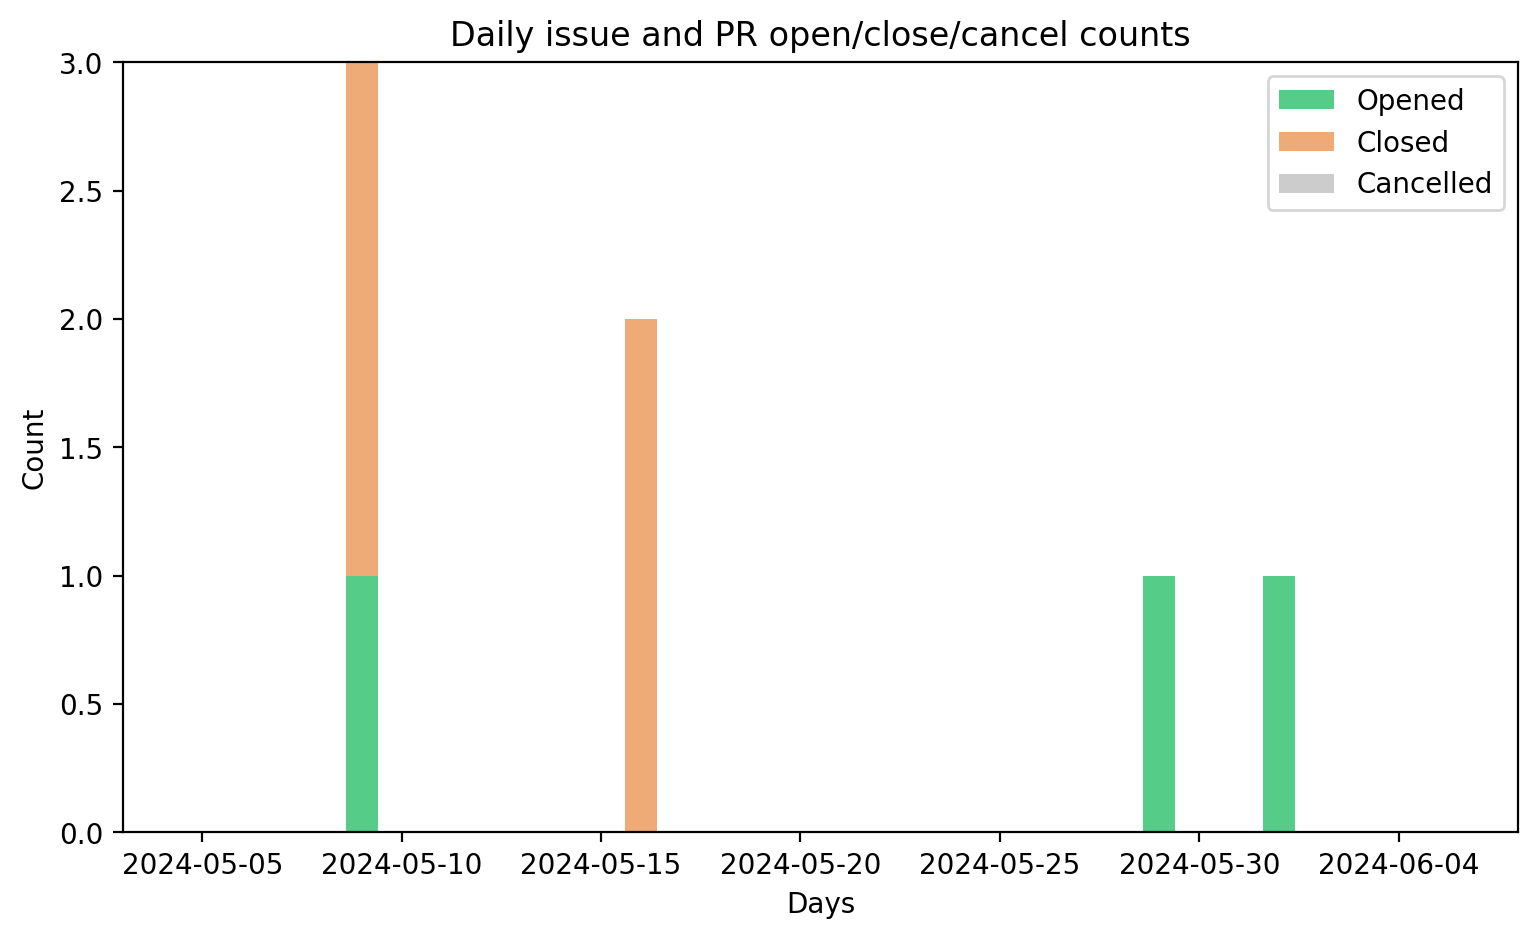 Daily issue and PR open/close/cancel counts
3.0
2.5
2.0
1.5
1.0
0.5
0.0
Count
Opened
Closed
Cancelled
2024-05-05 2024-05-10 2024-05-15 2024-05-20 2024-05-25 2024-05-30 2024-06-04
Days